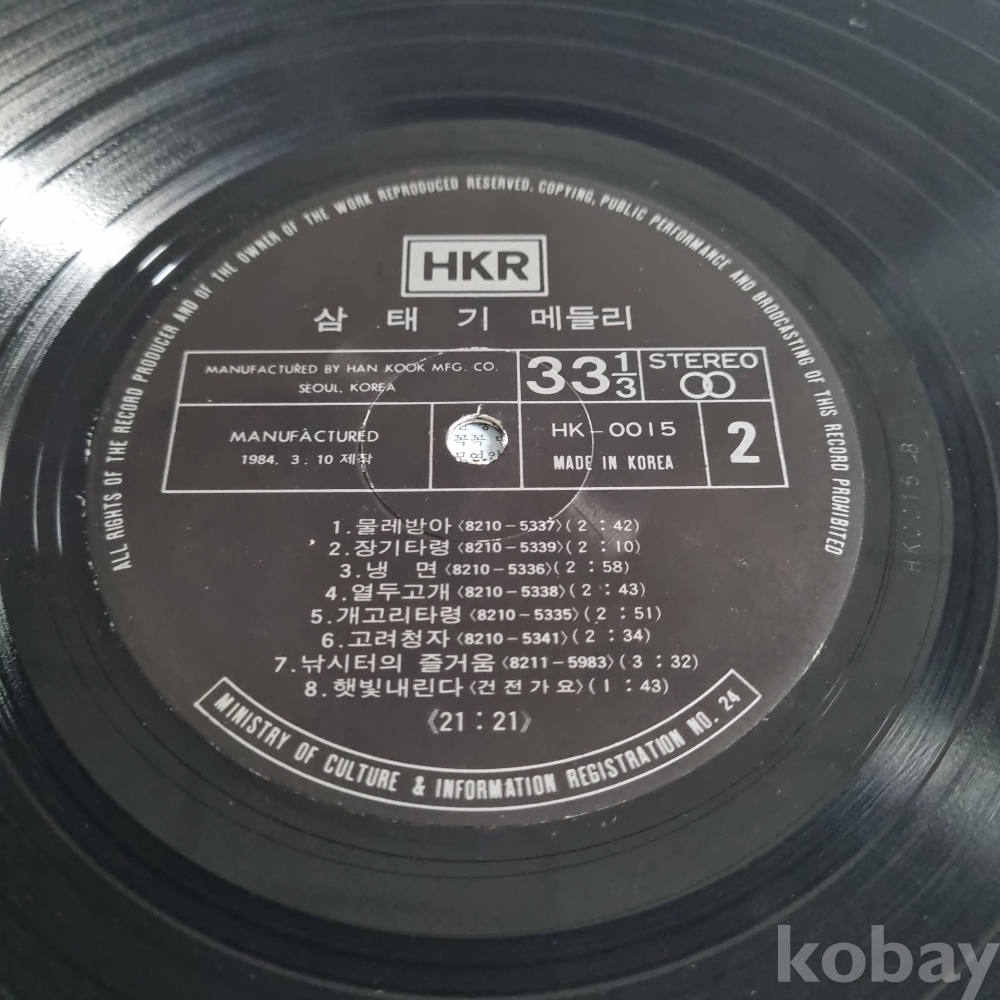 ALL RIGHTS OF THE RECORD PRODUCER AND OF THE OWNER OF THE WORK REPRODUCED RESERVED. COPYING, PUBLIC PERFORMANCE AND BROADCASTING OF THIS RECORD PROHIBITED
HKR
삼 태 기 메들리
MANUFACTURED BY HAN KOOK MFG. CO.
SEOUL, KOREA
33 1/3
STEREO
MANUFACTURED
1984. 3. 10 제작
HK-0015
MADE IN KOREA
2
1.물레방아〈8210-5337〉(2:42)
2.장기타령〈8210-5339〉(2:10)
3.냉 면〈8210-5336〉(2:58)
4.열두고개〈8210-5338〉(2:43)
5.개고리타령〈8210-5335〉(2:51)
6.고려청자〈8210-5341〉(2:34)
7.낚시터의 즐거움〈8211-5983〉(3:32)
8.햇빛내린다〈건전가요〉(1:43)
《21:21》
MINISTRY OF CULTURE & INFORMATION REGISTRATION NO. 24
kobay